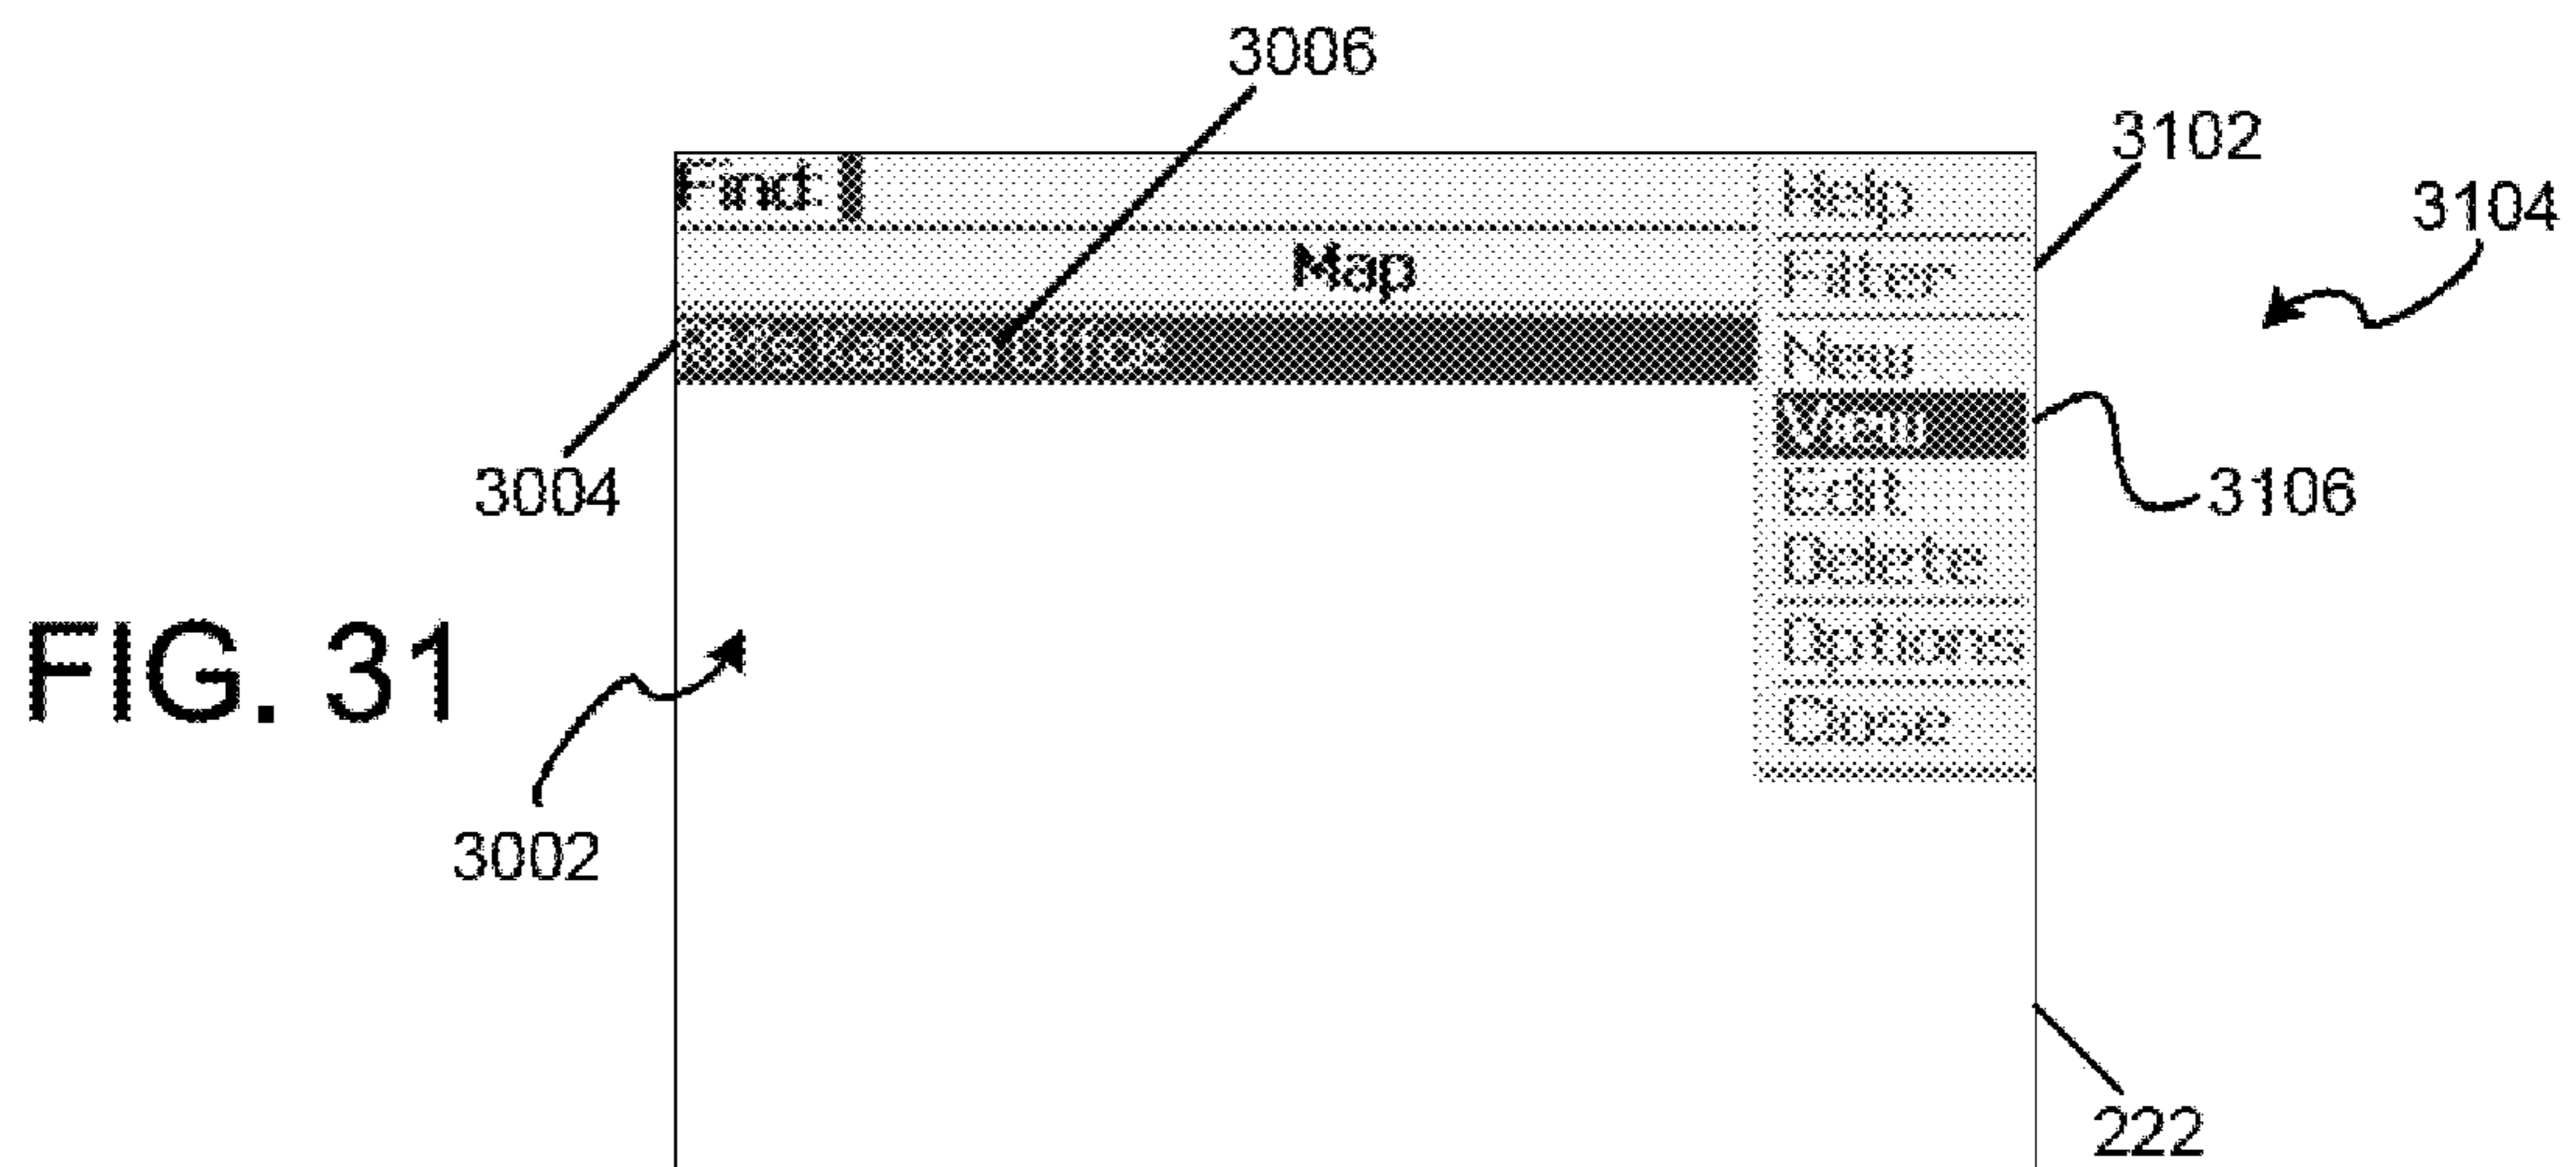 3006
3102
3104
Find:
Help
Map
Filter
New
Office
View
3004
Edit
3106
Delete
FIG. 31
Options
Close
3002
222